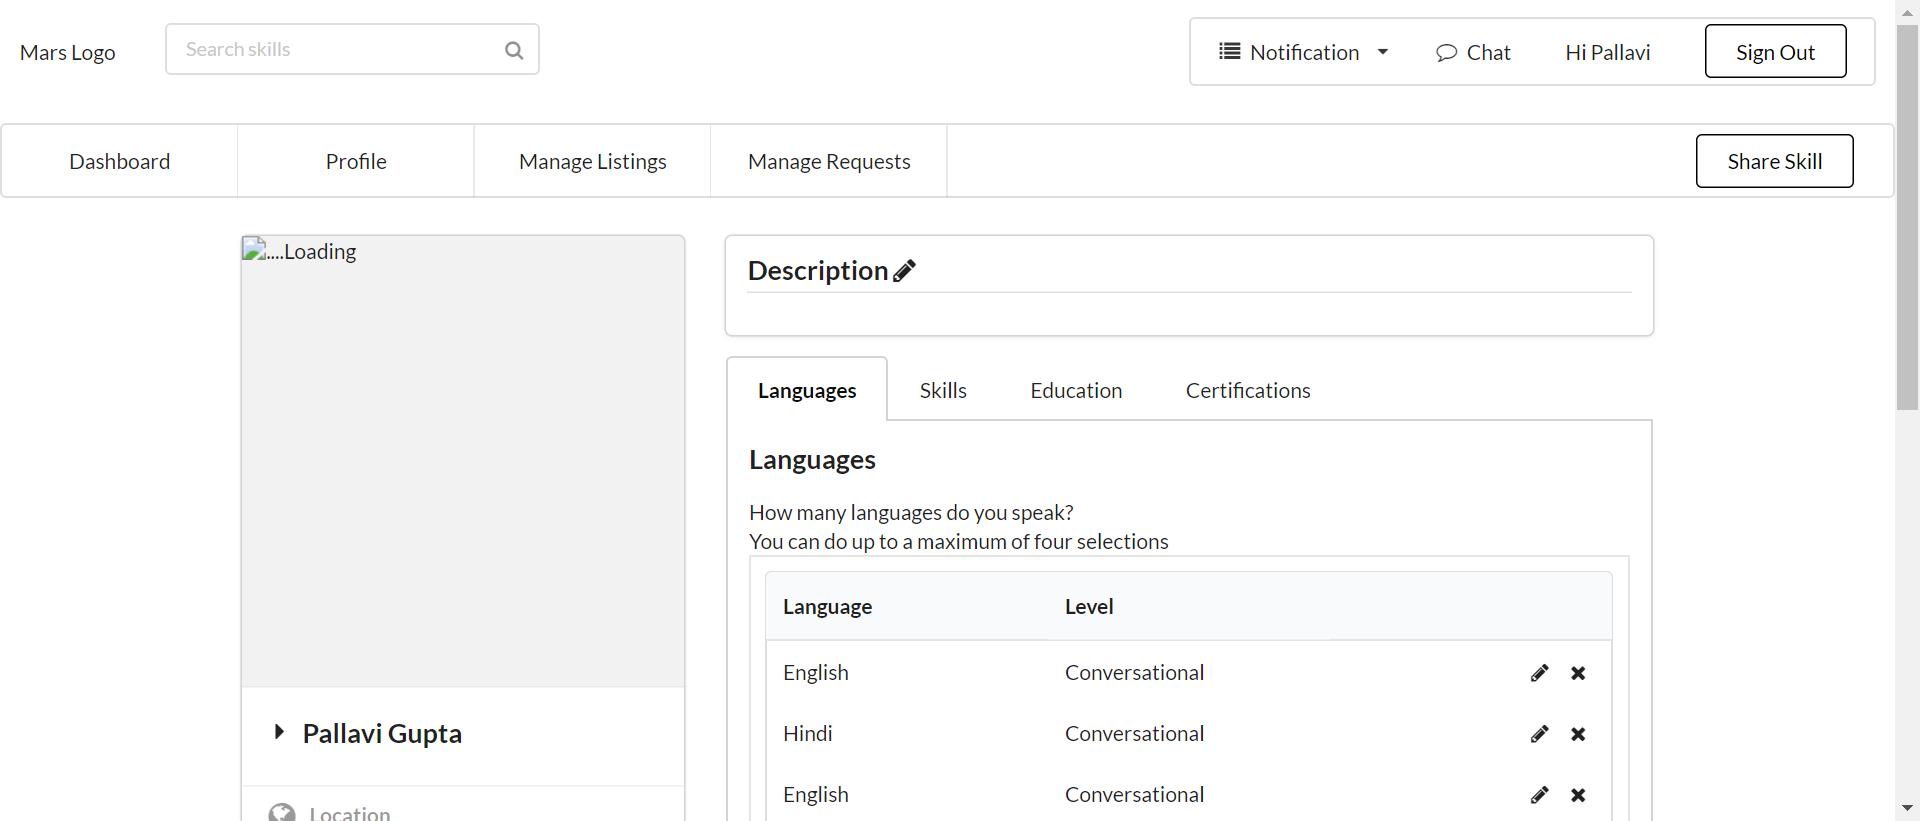 Mars Logo
Search skills
Notification
Chat
Hi Pallavi
Sign Out
Dashboard
Profile
Manage Listings
Manage Requests
Share Skill
....Loading
Pallavi Gupta
Location
Description
Languages
Skills
Education
Certifications
Languages
How many languages do you speak?
You can do up to a maximum of four selections
Language Level
English Conversational
Hindi Conversational
English Conversational